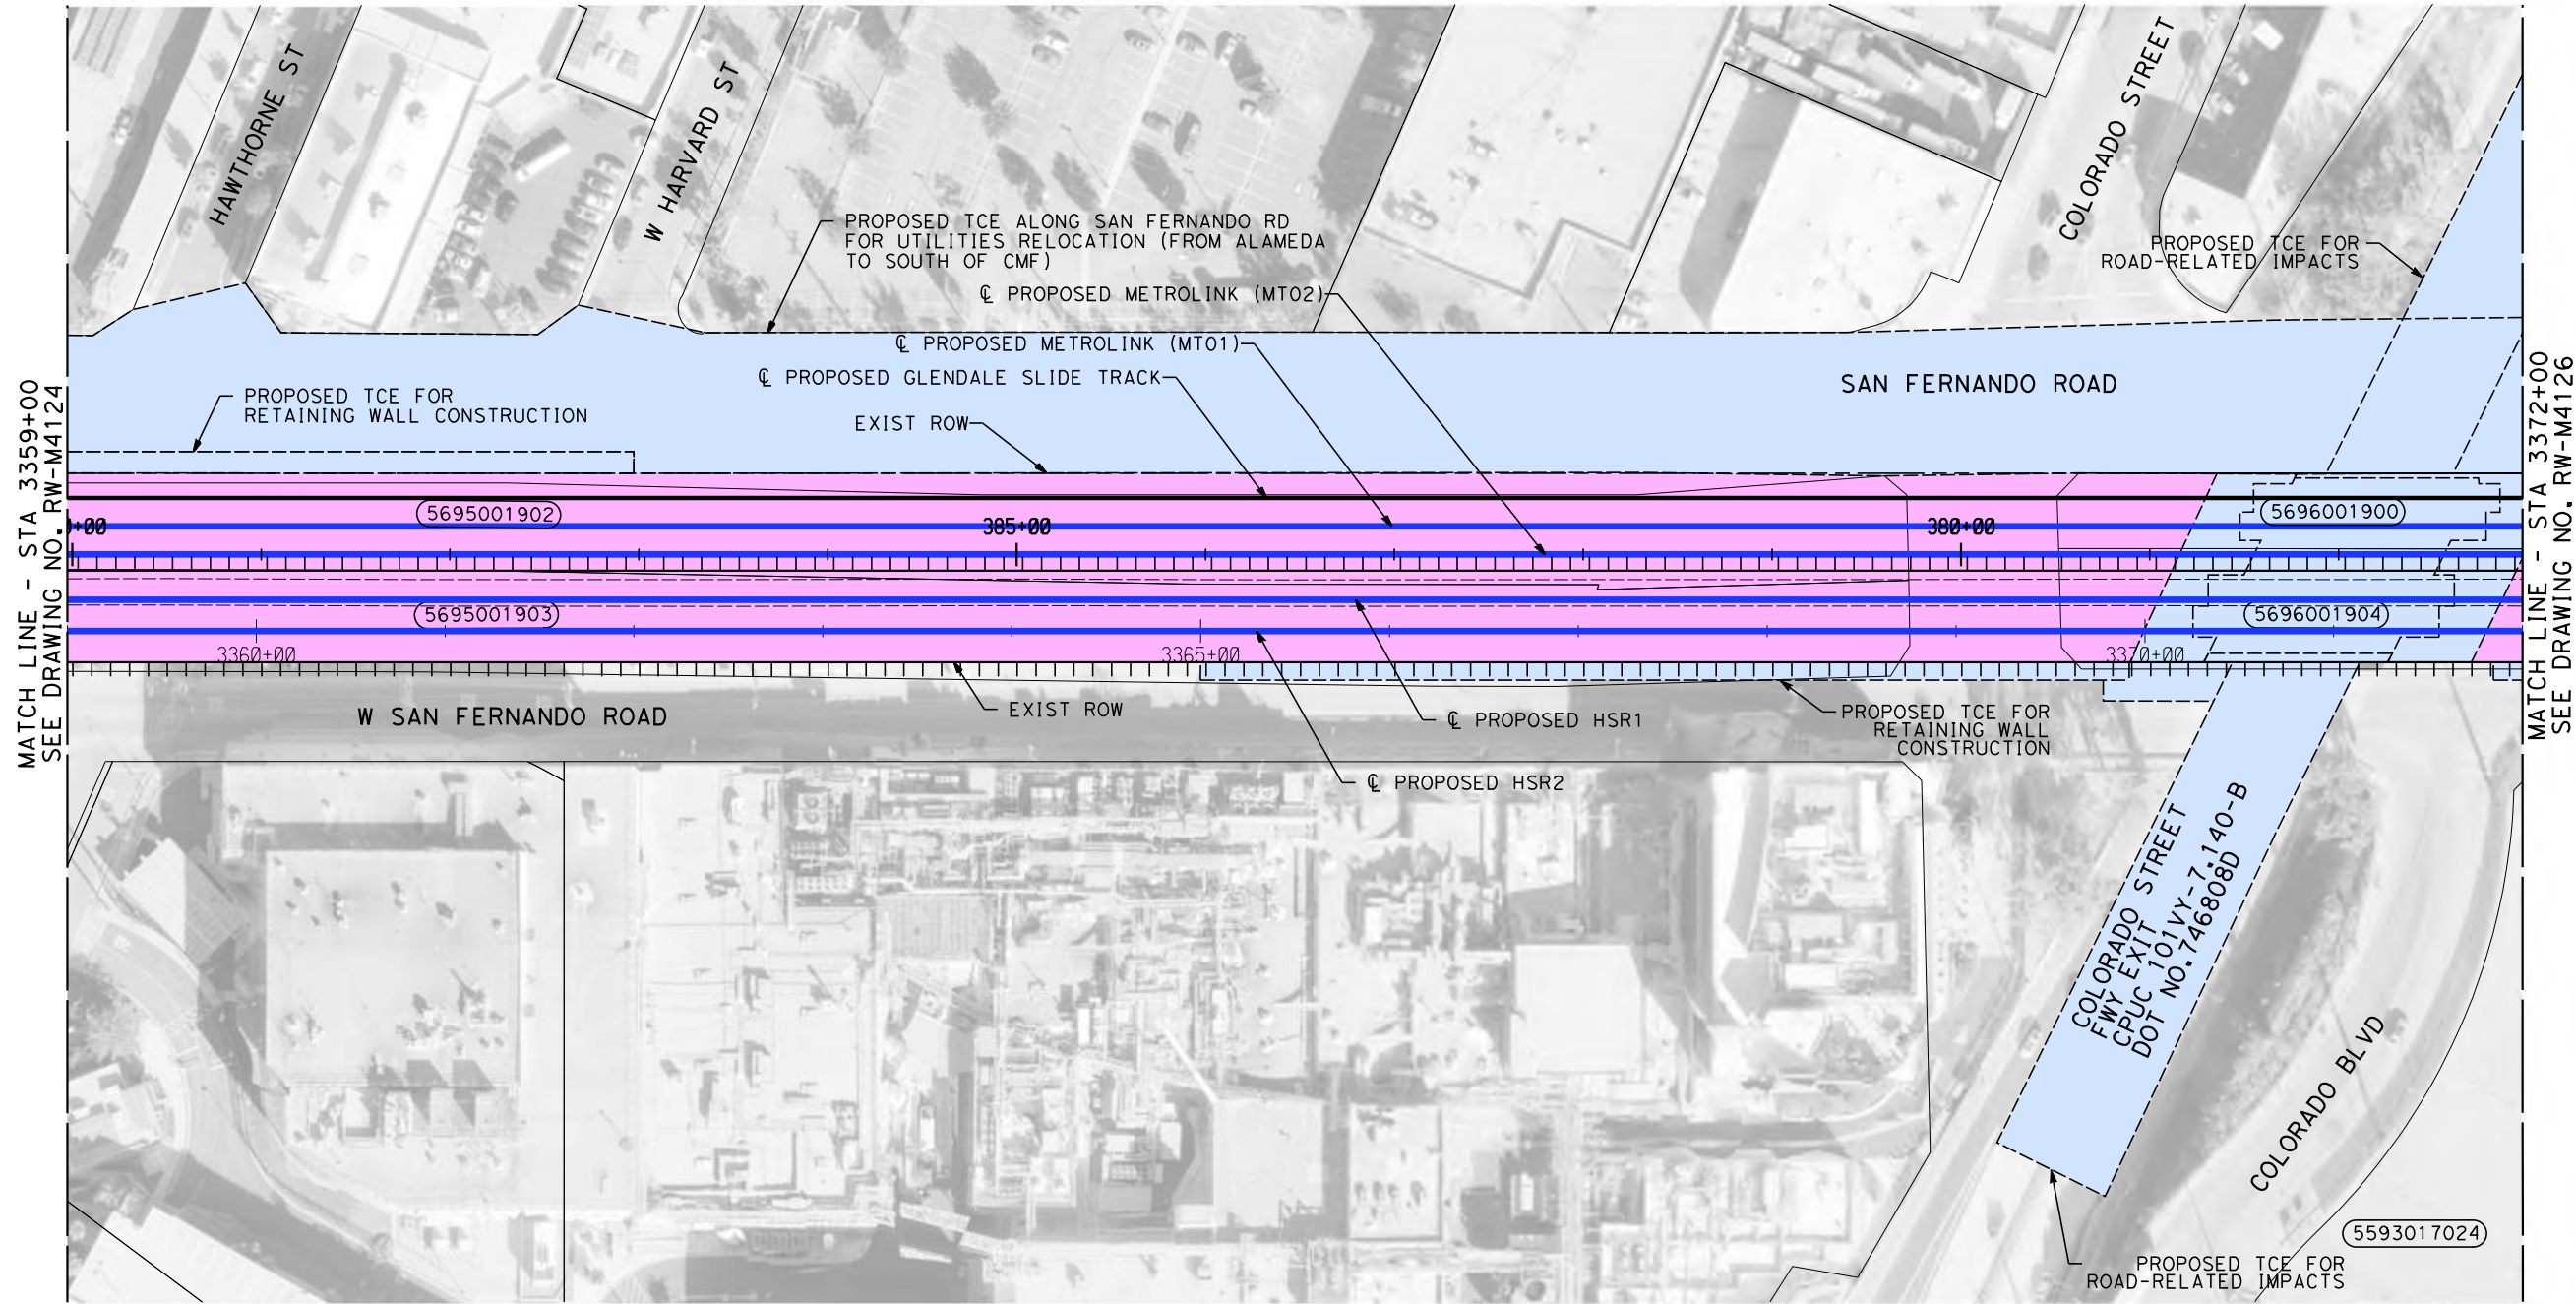 HAWTHORNE ST
W HARVARD ST
COLORADO STREET
PROPOSED TCE ALONG SAN FERNANDO RD
FOR UTILITIES RELOCATION (FROM ALAMEDA
TO SOUTH OF CMF)
PROPOSED TCE FOR
ROAD-RELATED IMPACTS
℄ PROPOSED METROLINK (MT02)
℄ PROPOSED METROLINK (MT01)
℄ PROPOSED GLENDALE SLIDE TRACK
SAN FERNANDO ROAD
PROPOSED TCE FOR
RETAINING WALL CONSTRUCTION
EXIST ROW
MATCH LINE - STA 3359+00
SEE DRAWING NO. RW-M4124
MATCH LINE - STA 3372+00
SEE DRAWING NO. RW-M4126
5695001902
5696001900
0+00
385+00
380+00
5695001903
5696001904
3360+00
3365+00
3370+00
W SAN FERNANDO ROAD
EXIST ROW
℄ PROPOSED HSR1
PROPOSED TCE FOR
RETAINING WALL
CONSTRUCTION
℄ PROPOSED HSR2
COLORADO STREET
FWY EXIT
CPUC 101VY-7.140-B
DOT NO.746808D
COLORADO BLVD
5593017024
PROPOSED TCE FOR
ROAD-RELATED IMPACTS